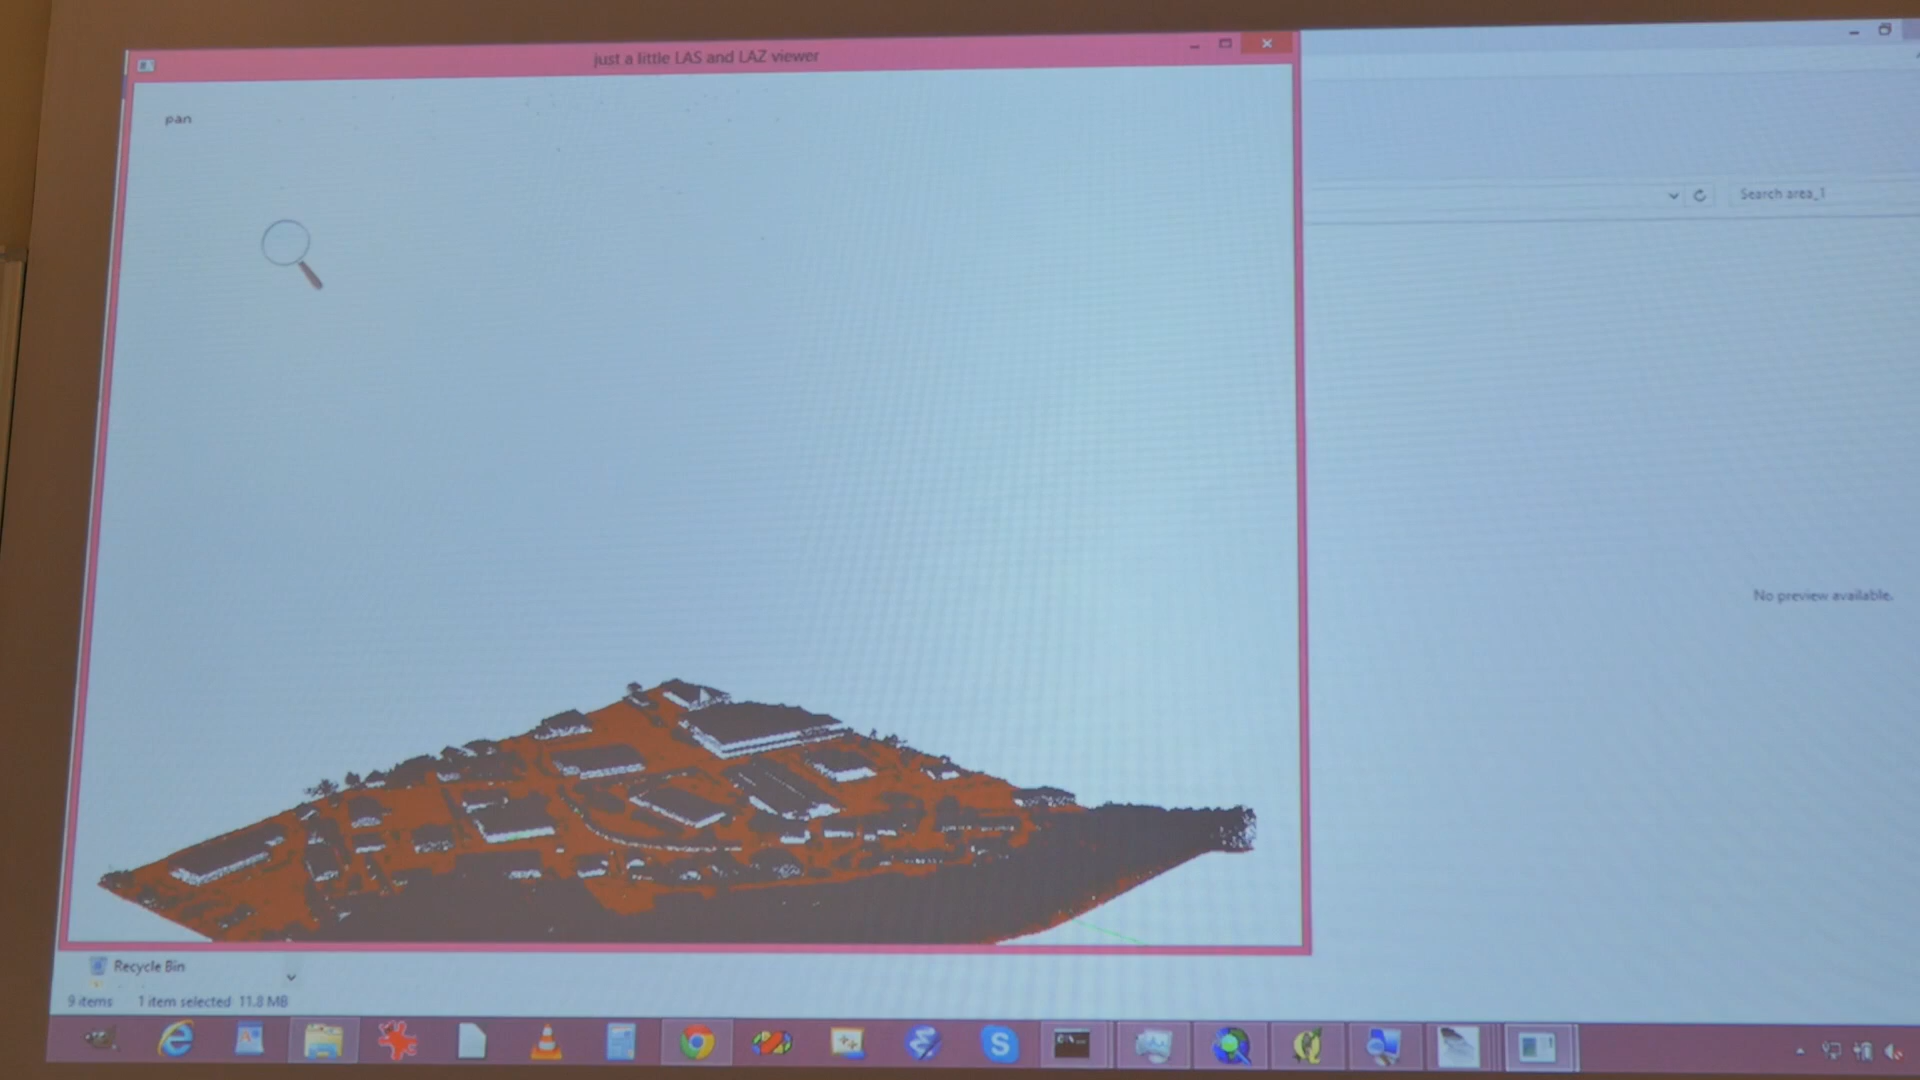 just a little LAS and LAZ viewer
pan
Search area_1
No preview available.
Recycle Bin
9 items 1 item selected 11.8 MB